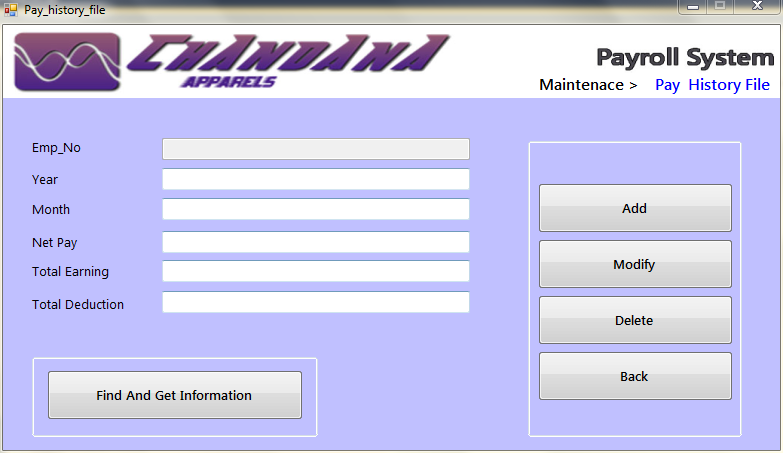 Pay_history_file
CHANDANA
APPARELS
Payroll System
Maintenace > Pay History File
Emp_No
Year
Month
Net Pay
Total Earning
Total Deduction
Add
Modify
Delete
Back
Find And Get Information